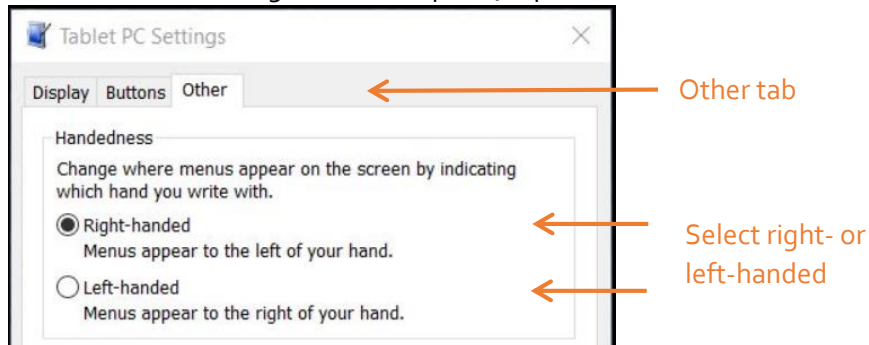 Tablet PC Settings
Display Buttons Other
Other tab
Handedness
Change where menus appear on the screen by indicating
which hand you write with.
Right-handed
Menus appear to the left of your hand.
Select right- or
left-handed
Left-handed
Menus appear to the right of your hand.